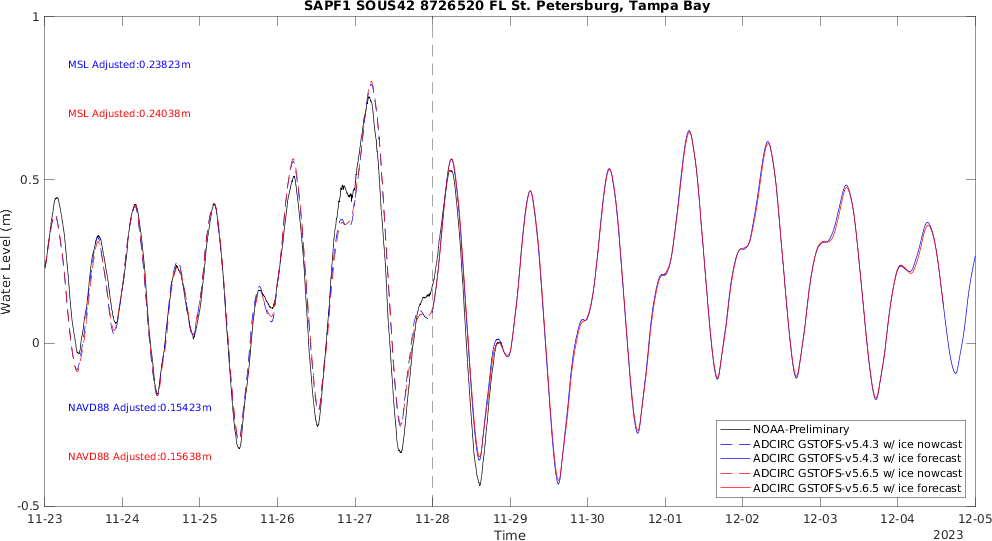 SAPF1 SOUS42 8726520 FL St. Petersburg, Tampa Bay
1
MSL Adjusted:0.23823m
MSL Adjusted:0.24038m
0.5
Water Level (m)
0
NAVD88 Adjusted:0.15423m
NAVD88 Adjusted:0.15638m
-0.5
NOAA-Preliminary
ADCIRC GSTOFS-v5.4.3 w/ ice nowcast
ADCIRC GSTOFS-v5.4.3 w/ ice forecast
ADCIRC GSTOFS-v5.6.5 w/ ice nowcast
ADCIRC GSTOFS-v5.6.5 w/ ice forecast
11-23 11-24 11-25 11-26 11-27 11-28 11-29 11-30 12-01 12-02 12-03 12-04 12-05
Time
2023